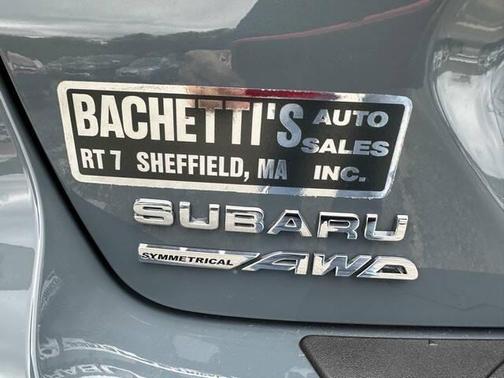 BACHETTI'S AUTO SALES
RT 7 SHEFFIELD, MA INC.
SUBARU
SYMMETRICAL AWD